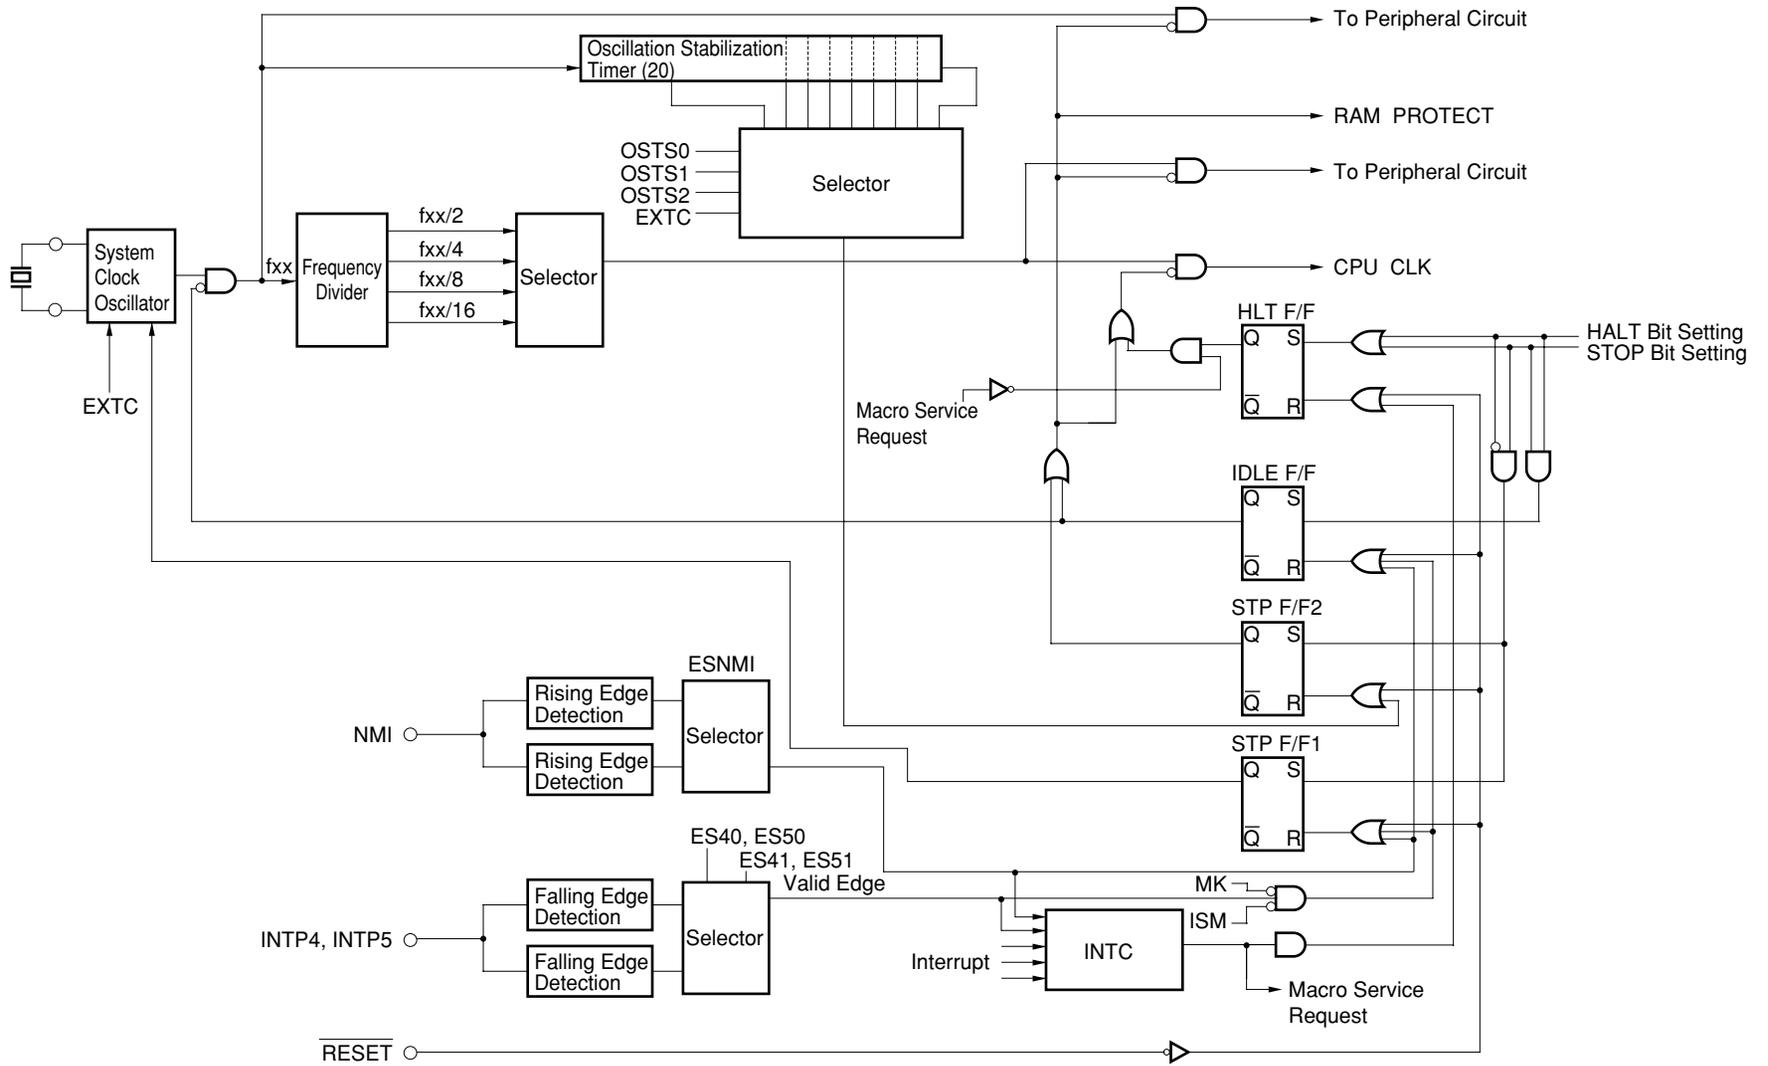 To Peripheral Circuit
Oscillation Stabilization
Timer (20)
RAM PROTECT
OSTS0
OSTS1
OSTS2
EXTC
Selector
To Peripheral Circuit
System
Clock
Oscillator
fxx
Frequency
Divider
fxx/2
fxx/4
fxx/8
fxx/16
Selector
CPU CLK
EXTC
HLT F/F
Q S
Q̅ R
HALT Bit Setting
STOP Bit Setting
Macro Service
Request
IDLE F/F
Q S
Q̅ R
STP F/F2
Q S
Q̅ R
ESNMI
NMI
Rising Edge
Detection
Rising Edge
Detection
Selector
STP F/F1
Q S
Q̅ R
ES40, ES50
ES41, ES51
Valid Edge
INTP4, INTP5
Falling Edge
Detection
Falling Edge
Detection
Selector
MK
ISM
Interrupt
INTC
Macro Service
Request
R̅E̅S̅E̅T̅